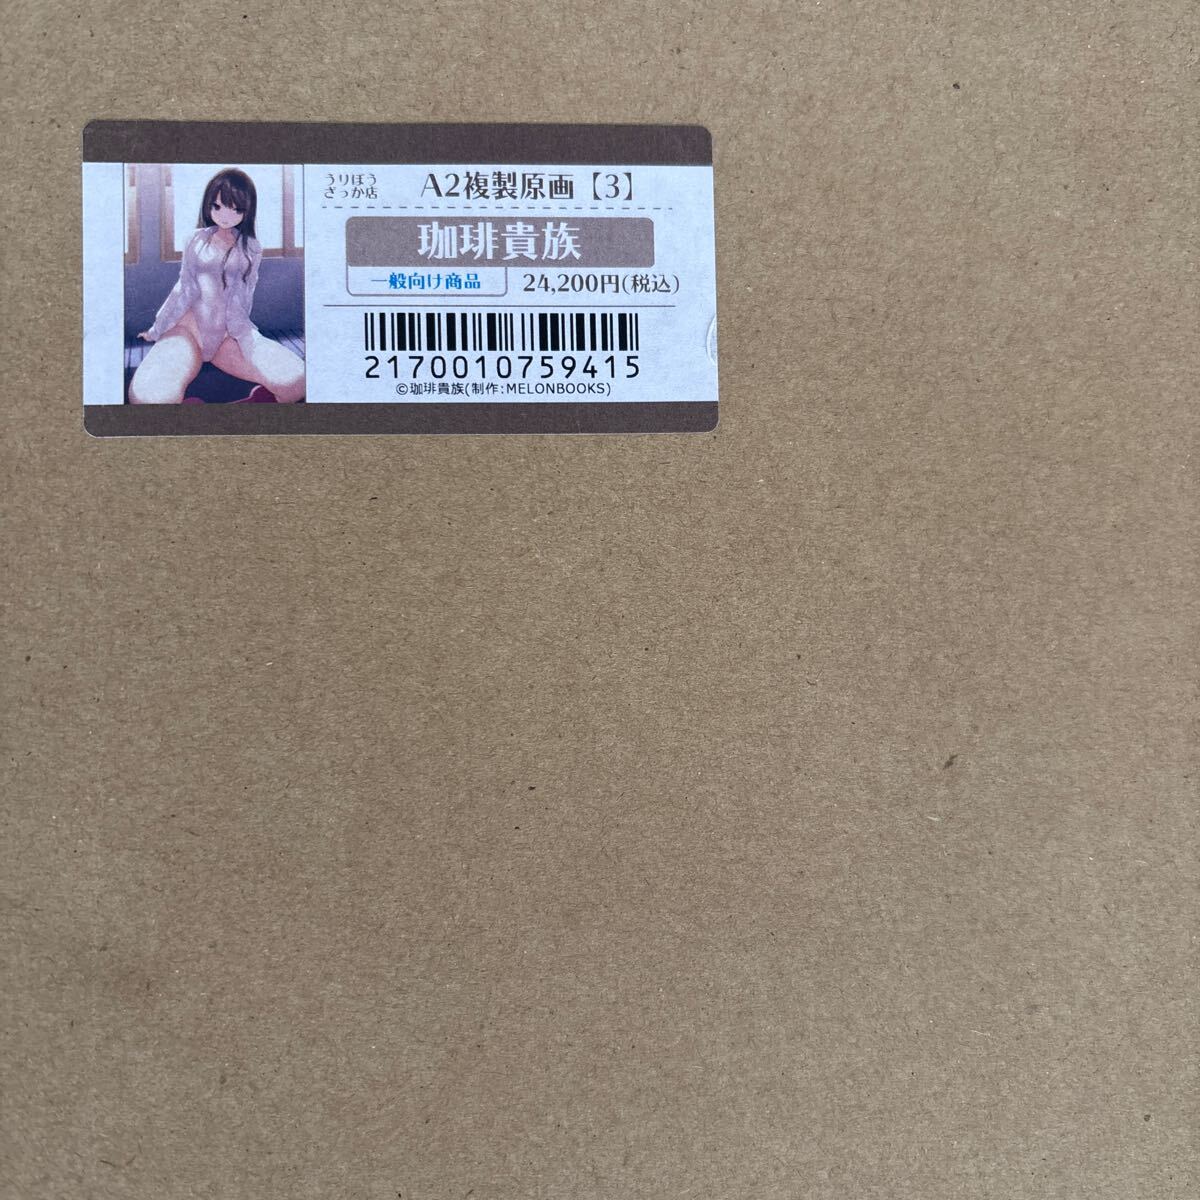 うりぼう
ざっか店
A2複製原画【3】
珈琲貴族
一般向け商品
24,200円(税込)
2170010759415
©珈琲貴族(制作:MELONBOOKS)